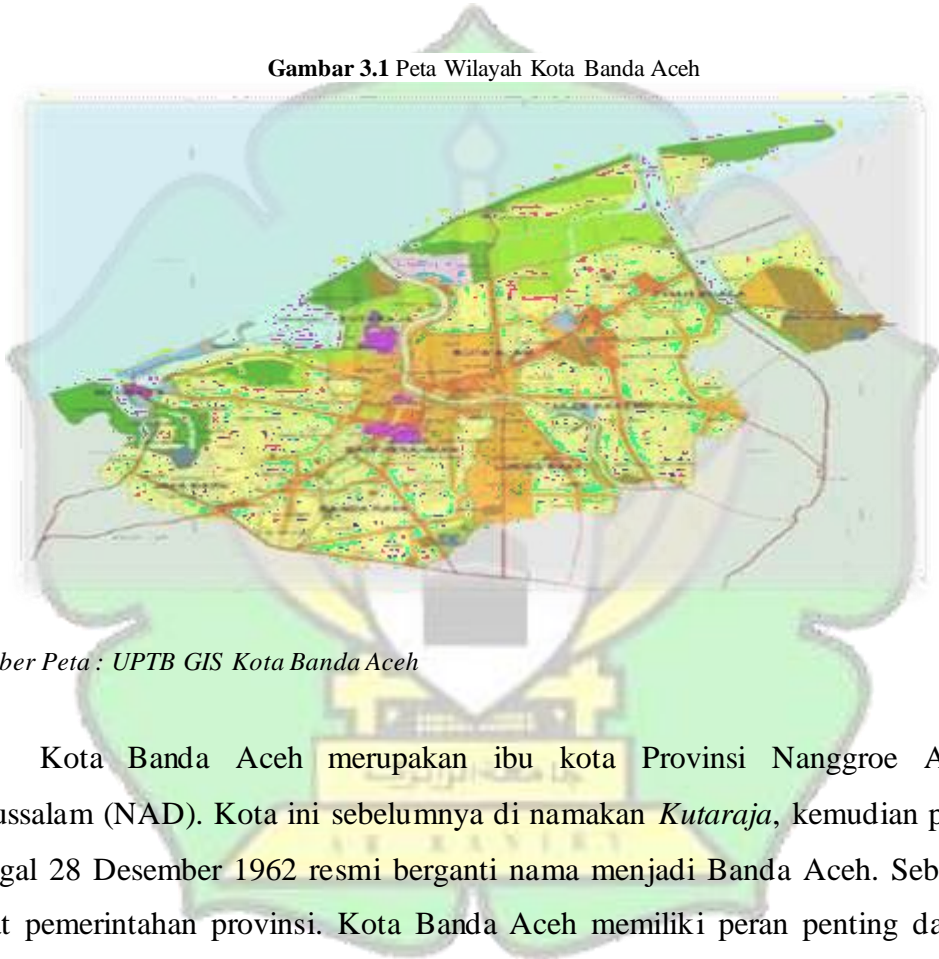 Gambar 3.1 Peta Wilayah Kota Banda Aceh
ber Peta : UPTB GIS Kota Banda Aceh
Kota Banda Aceh merupakan ibu kota Provinsi Nanggroe A
ussalam (NAD). Kota ini sebelumnya di namakan Kutaraja, kemudian p
gal 28 Desember 1962 resmi berganti nama menjadi Banda Aceh. Seb
t pemerintahan provinsi. Kota Banda Aceh memiliki peran penting da